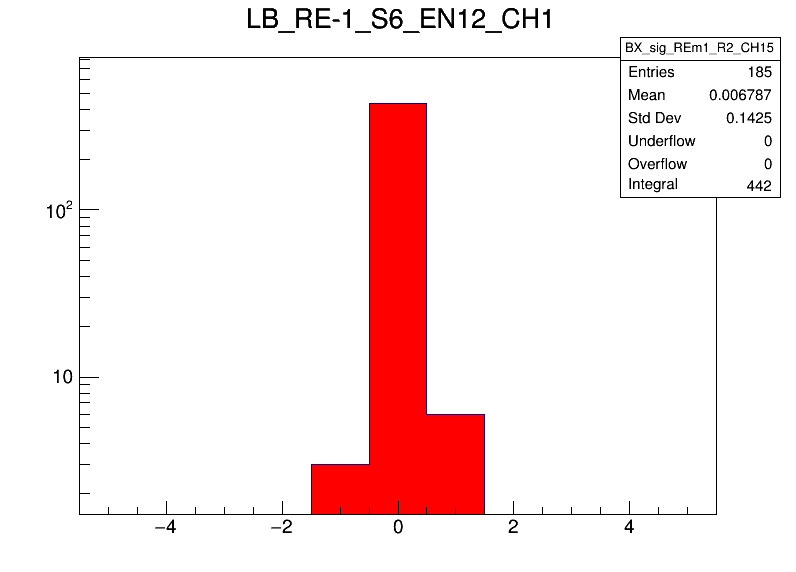 LB_RE-1_S6_EN12_CH1
BX_sig_REm1_R2_CH15
Entries 185
Mean 0.006787
Std Dev 0.1425
Underflow 0
Overflow 0
Integral 442
10²
10
−4 −2 0 2 4